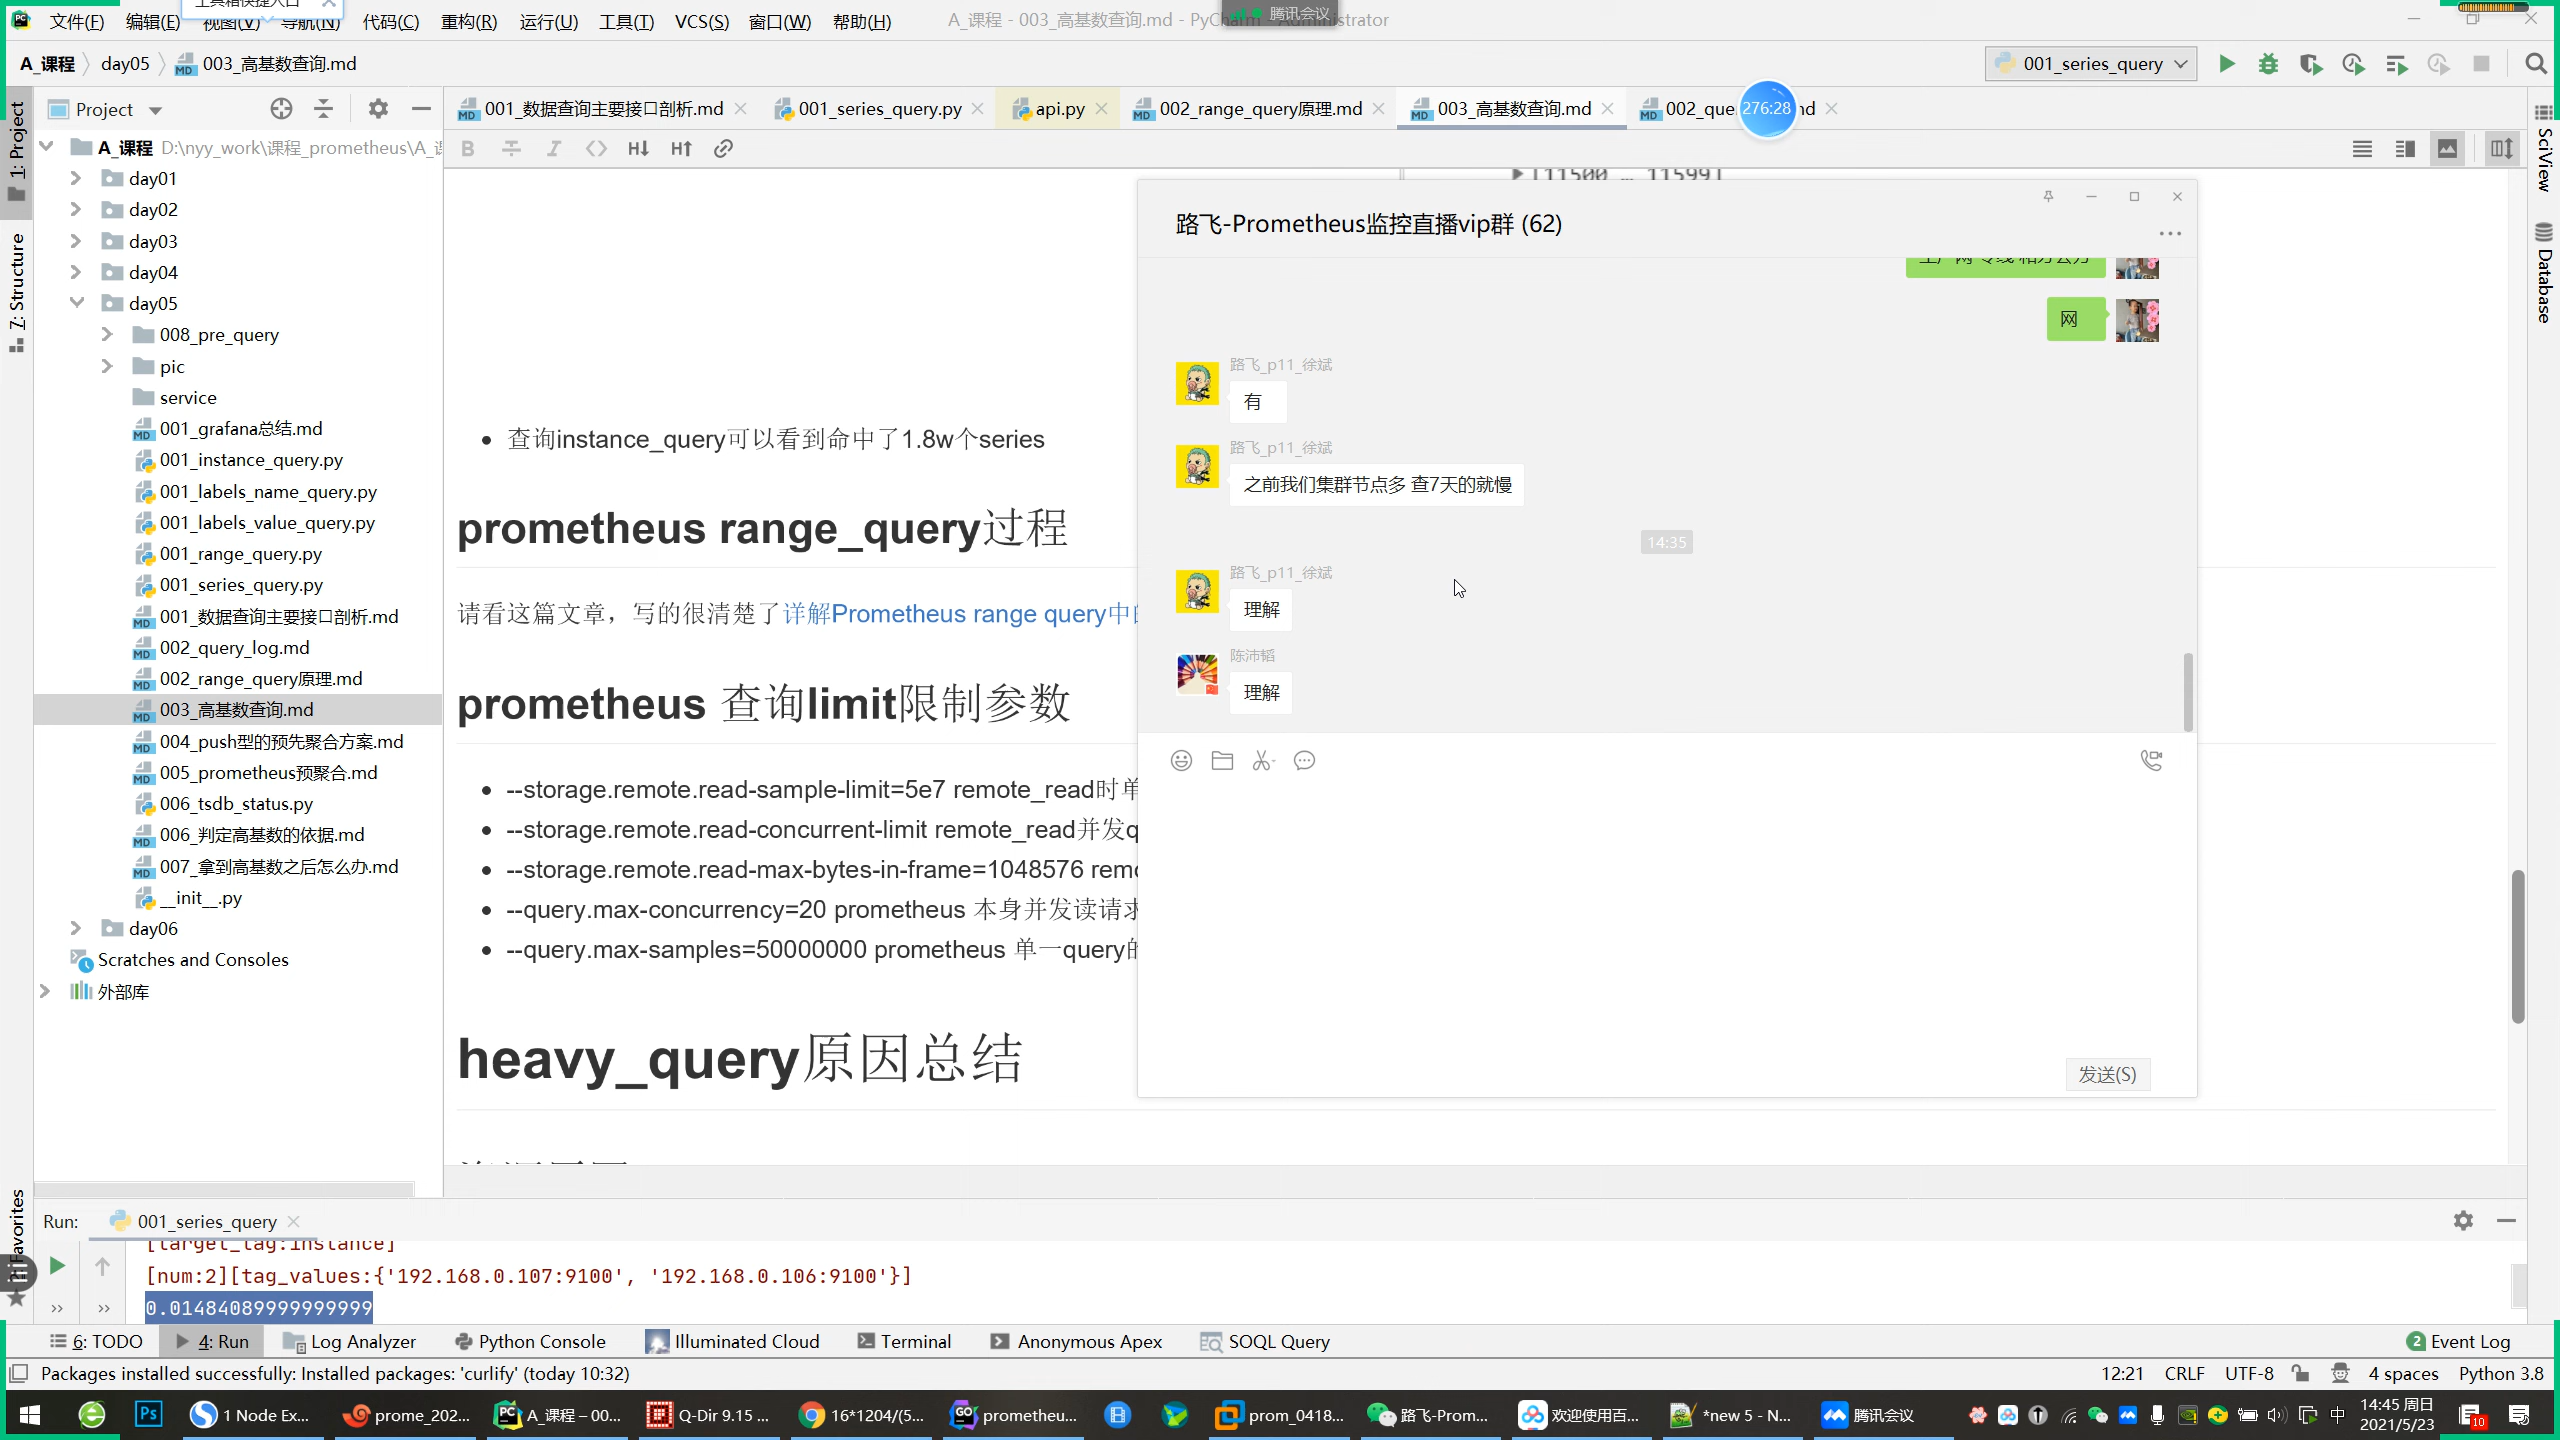 文件(F) 编辑(E) 视图(V) 导航(N) 代码(C) 重构(R) 运行(U) 工具(T) VCS(S) 窗口(W) 帮助(H)
A_课程 - 003_高基数查询.md - PyCharm
腾讯会议
A_课程 day05 003_高基数查询.md
001_series_query
Project
001_数据查询主要接口剖析.md
001_series_query.py
api.py
002_range_query原理.md
003_高基数查询.md
276:28
1: Project
7: Structure
Favorites
SciView
Database
A_课程 D:\nyy_work\课程_prometheus\A_
day01
day02
day03
day04
day05
008_pre_query
pic
service
001_grafana总结.md
001_instance_query.py
001_labels_name_query.py
001_labels_value_query.py
001_range_query.py
001_series_query.py
001_数据查询主要接口剖析.md
002_query_log.md
002_range_query原理.md
003_高基数查询.md
004_push型的预先聚合方案.md
005_prometheus预聚合.md
006_tsdb_status.py
006_判定高基数的依据.md
007_拿到高基数之后怎么办.md
__init__.py
day06
Scratches and Consoles
外部库
[11500 … 11599]
查询instance_query可以看到命中了1.8w个series
prometheus range_query过程
请看这篇文章，写的很清楚了详解Prometheus range query中
prometheus 查询limit限制参数
--storage.remote.read-sample-limit=5e7 remote_read时单
--storage.remote.read-concurrent-limit remote_read并发q
--storage.remote.read-max-bytes-in-frame=1048576 remo
--query.max-concurrency=20 prometheus 本身并发读请求
--query.max-samples=50000000 prometheus 单一query的
heavy_query原因总结
路飞-Prometheus监控直播vip群 (62)
网
路飞_p11_徐斌
有
路飞_p11_徐斌
之前我们集群节点多 查7天的就慢
14:35
路飞_p11_徐斌
理解
陈沛韬
理解
发送(S)
Run: 001_series_query
[target_tag:instance]
[num:2][tag_values:{'192.168.0.107:9100', '192.168.0.106:9100'}]
0.01484089999999999
6: TODO 4: Run Log Analyzer Python Console Illuminated Cloud Terminal Anonymous Apex SOQL Query 2 Event Log
Packages installed successfully: Installed packages: 'curlify' (today 10:32) 12:21 CRLF UTF-8 4 spaces Python 3.8
1 Node Ex... prome_202... A_课程 – 00... Q-Dir 9.15 ... 16*1204/(5... prometheu... prom_0418... 路飞-Prom... 欢迎使用百... *new 5 - N... 腾讯会议 中 14:45 周日
2021/5/23
10